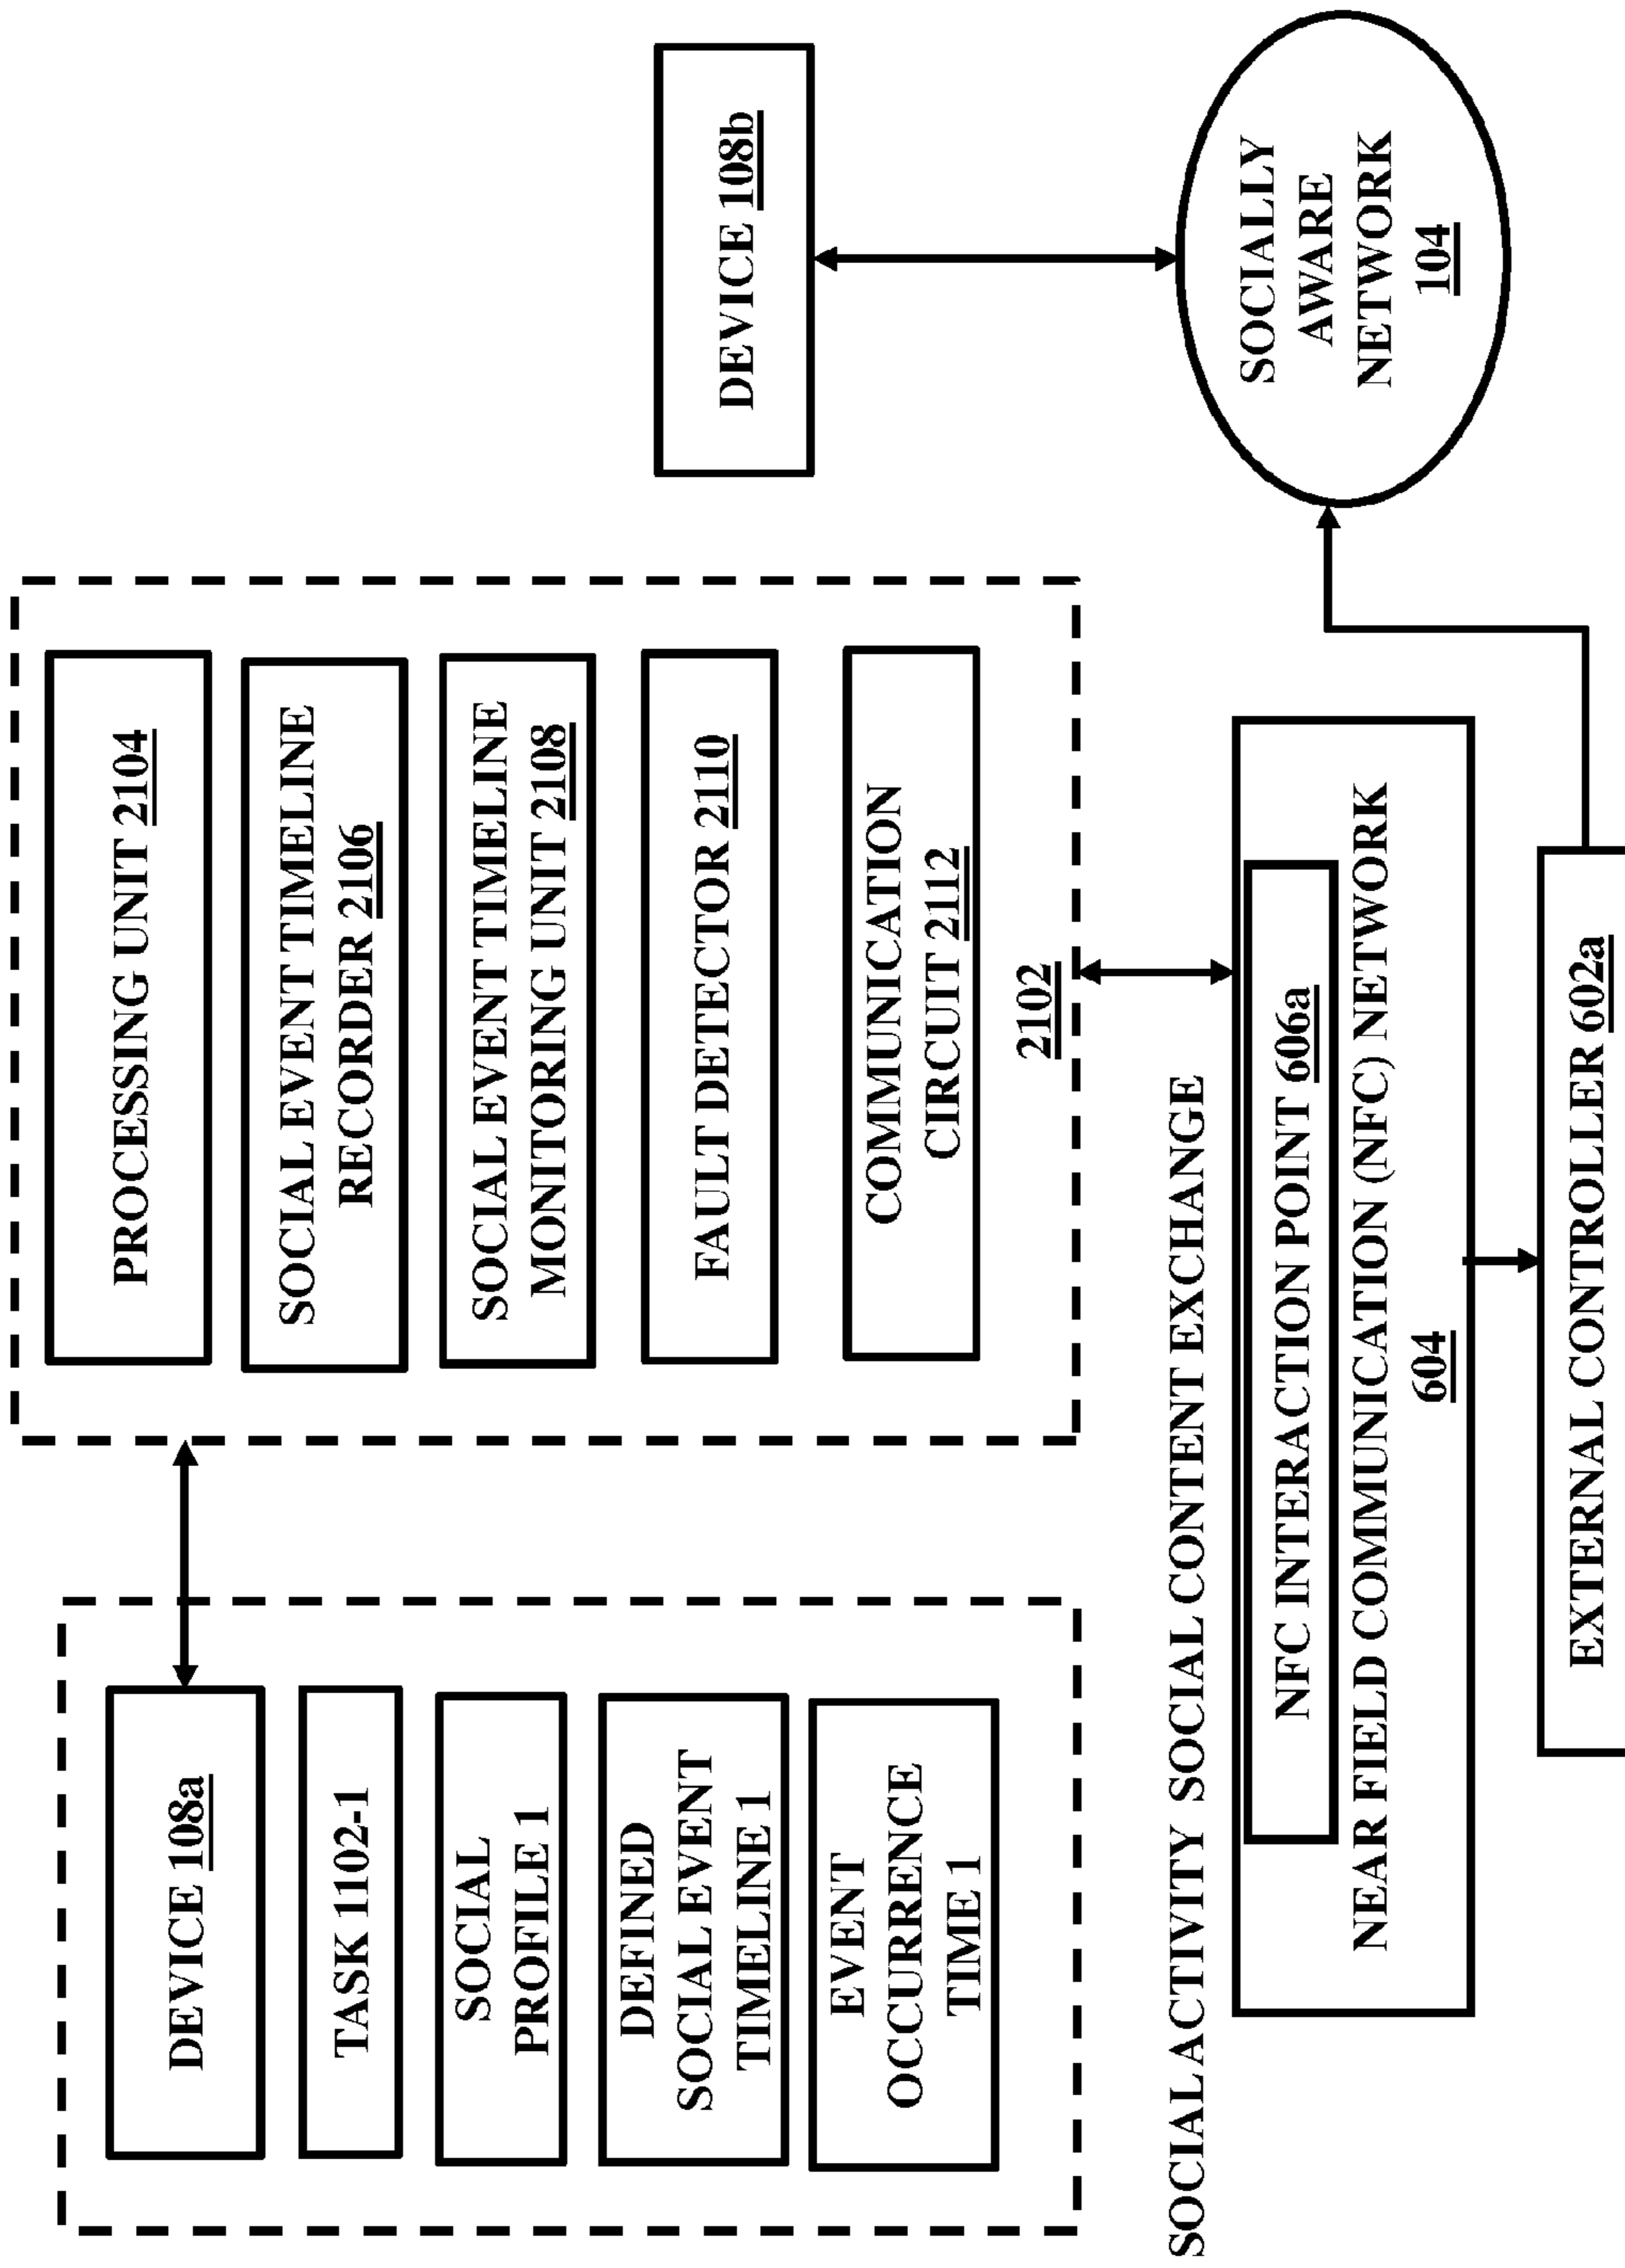 DEVICE 108a
TASK 1102-1
SOCIAL
PROFILE 1
DEFINED
SOCIAL EVENT
TIMELINE 1
EVENT
OCCURRENCE
TIME 1
PROCESSING UNIT 2104
SOCIAL EVENT TIMELINE
RECORDER 2106
SOCIAL EVENT TIMELINE
MONITORING UNIT 2108
FAULT DETECTOR 2110
COMMUNICATION
CIRCUIT 2112
2102
DEVICE 108b
SOCIALLY
AWARE
NETWORK
104
SOCIAL ACTIVITY SOCIAL CONTENT EXCHANGE
NFC INTERACTION POINT 606a
NEAR FIELD COMMUNICATION (NFC) NETWORK
604
EXTERNAL CONTROLLER 602a